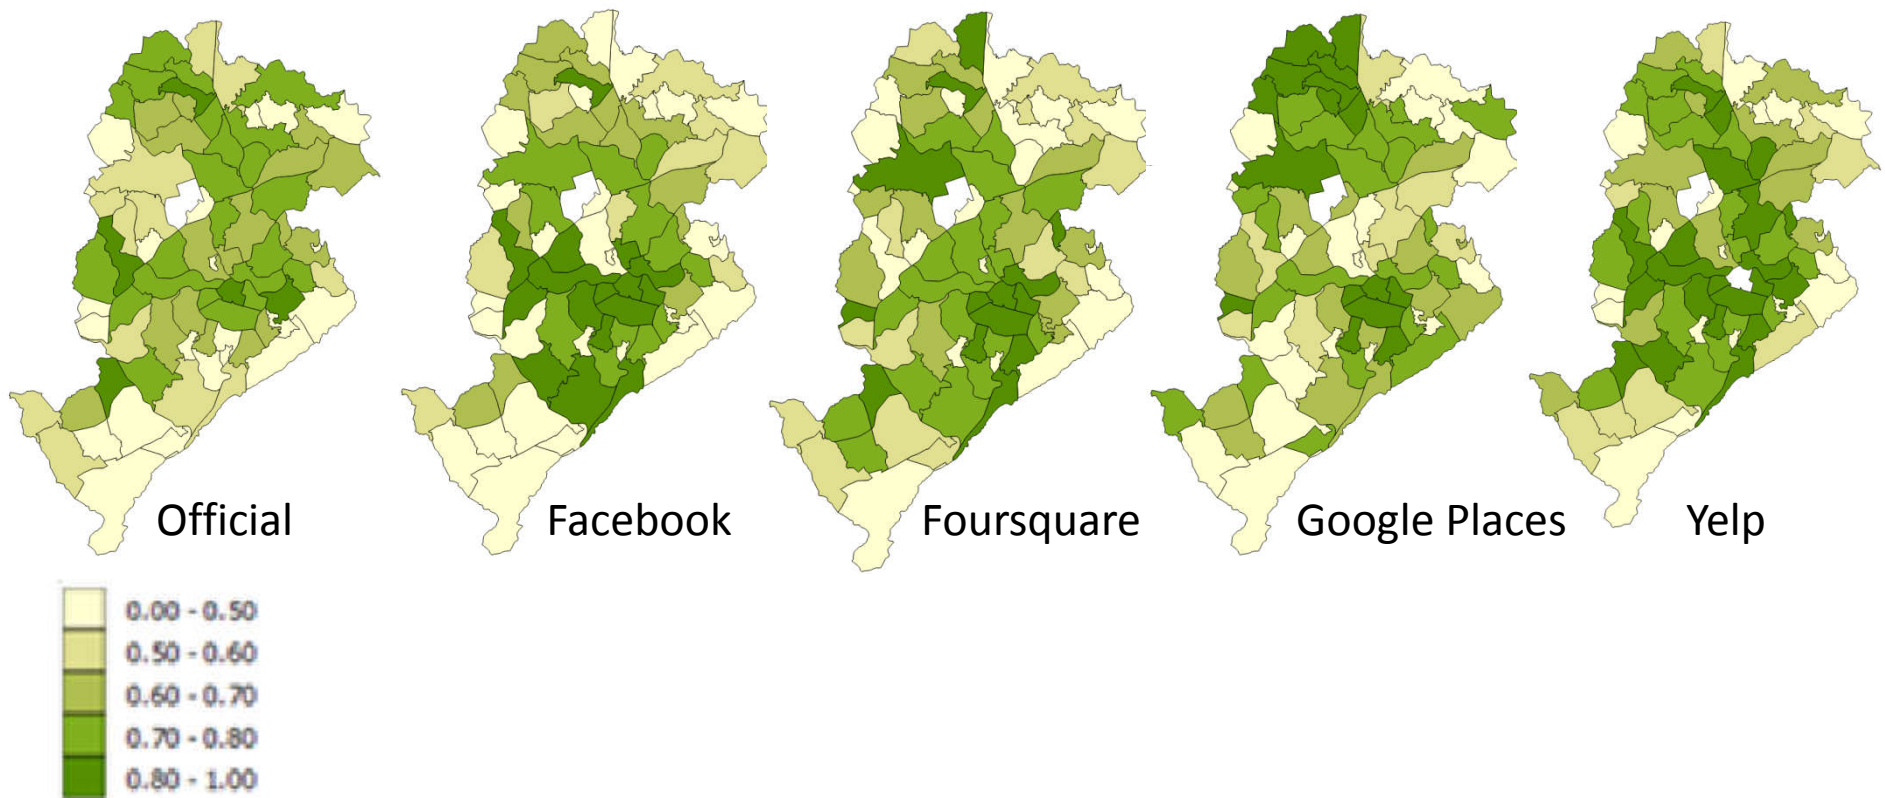 Official
Facebook
Foursquare
Google Places
Yelp
0.00 - 0.50
0.50 - 0.60
0.60 - 0.70
0.70 - 0.80
0.80 - 1.00